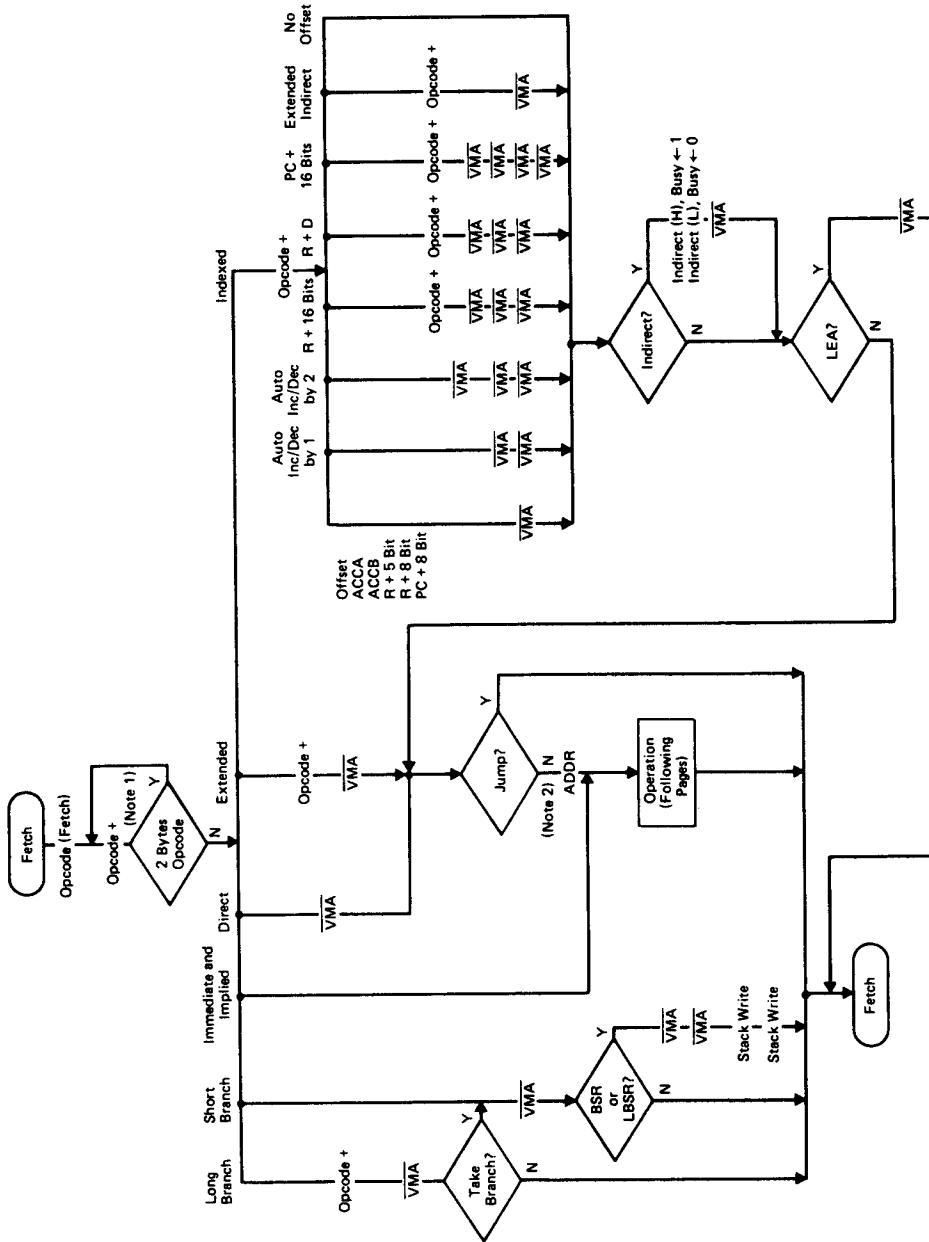 Fetch
Opcode (Fetch)
Opcode +
(Note 1)
2 Bytes
Opcode
Y
N
Long
Branch
Short
Branch
Immediate and
Implied
Direct
Extended
Indexed
Opcode +
VMA
Take
Branch?
Y
N
VMA
BSR
or
LBSR?
Y
N
VMA
VMA
Stack Write
Stack Write
VMA
Opcode +
VMA
Jump?
Y
N
(Note 2)
ADDR
Operation
(Following
Pages)
Fetch
Opcode +
Offset
ACCA
ACCB
R + 5 Bit
R + 8 Bit
PC + 8 Bit
VMA
Auto
Inc/Dec
by 1
VMA
VMA
Auto
Inc/Dec
by 2
VMA
VMA
VMA
R + 16 Bits
Opcode +
VMA
VMA
VMA
R + D
Opcode +
VMA
VMA
VMA
PC +
16 Bits
Opcode +
VMA
VMA
VMA
VMA
Extended
Indirect
Opcode +
Opcode +
VMA
No
Offset
Indirect?
Y
N
Indirect (H), Busy ← 1
Indirect (L), Busy ← 0
VMA
LEA?
Y
N
VMA